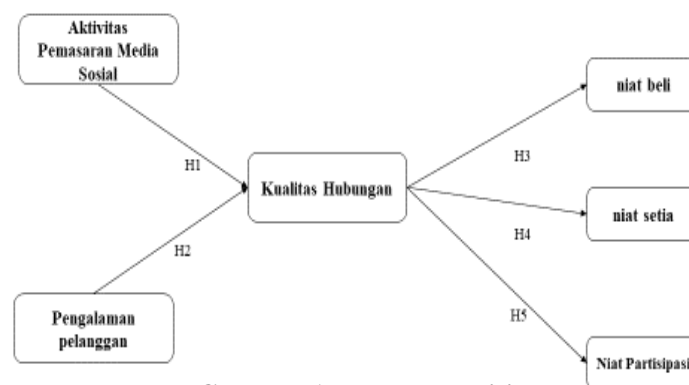 Aktivitas
Pemasaran Media
Sosial
niat beli
H1
H3
Kualitas Hubungan
niat setia
H2
H4
Pengalaman
pelanggan
H5
Niat Partisipasi